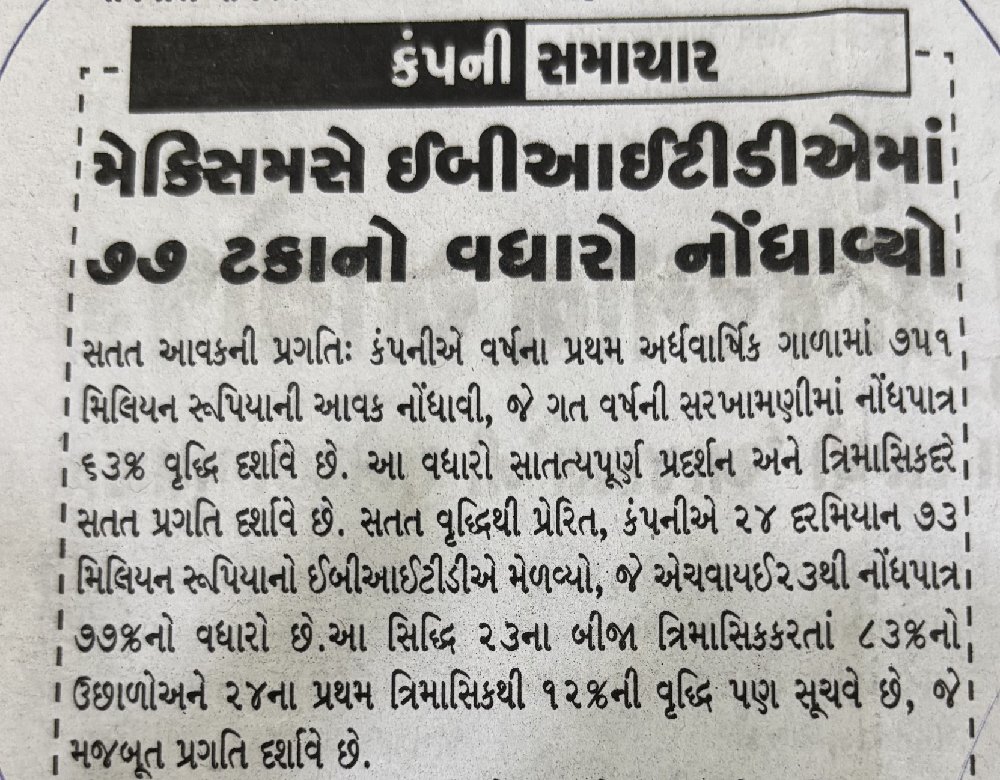 કંપની સમાચાર
મેક્સિમસે ઈબીઆઈટીડીએમાં
૭૭ ટકાનો વધારો નોંધાવ્યો
સતત આવકની પ્રગતિઃ કંપનીએ વર્ષના પ્રથમ અર્ધવાર્ષિક ગાળામાં ૭૫૧
મિલિયન રૂપિયાની આવક નોંધાવી, જે ગત વર્ષની સરખામણીમાં નોંધપાત્ર
૬૩% વૃદ્ધિ દર્શાવે છે. આ વધારો સાતત્યપૂર્ણ પ્રદર્શન અને ત્રિમાસિકદરે
સતત પ્રગતિ દર્શાવે છે. સતત વૃદ્ધિથી પ્રેરિત, કંપનીએ ૨૪ દરમિયાન ૭૩
મિલિયન રૂપિયાનો ઈબીઆઈટીડીએ મેળવ્યો, જે એચવાયઈ૨૩થી નોંધપાત્ર
૭૭%નો વધારો છે.આ સિદ્ધિ ૨૩ના બીજા ત્રિમાસિકકરતાં ૮૩%નો
ઉછાળોઅને ૨૪ના પ્રથમ ત્રિમાસિકથી ૧૨%ની વૃદ્ધિ પણ સૂચવે છે, જે
મજબૂત પ્રગતિ દર્શાવે છે.